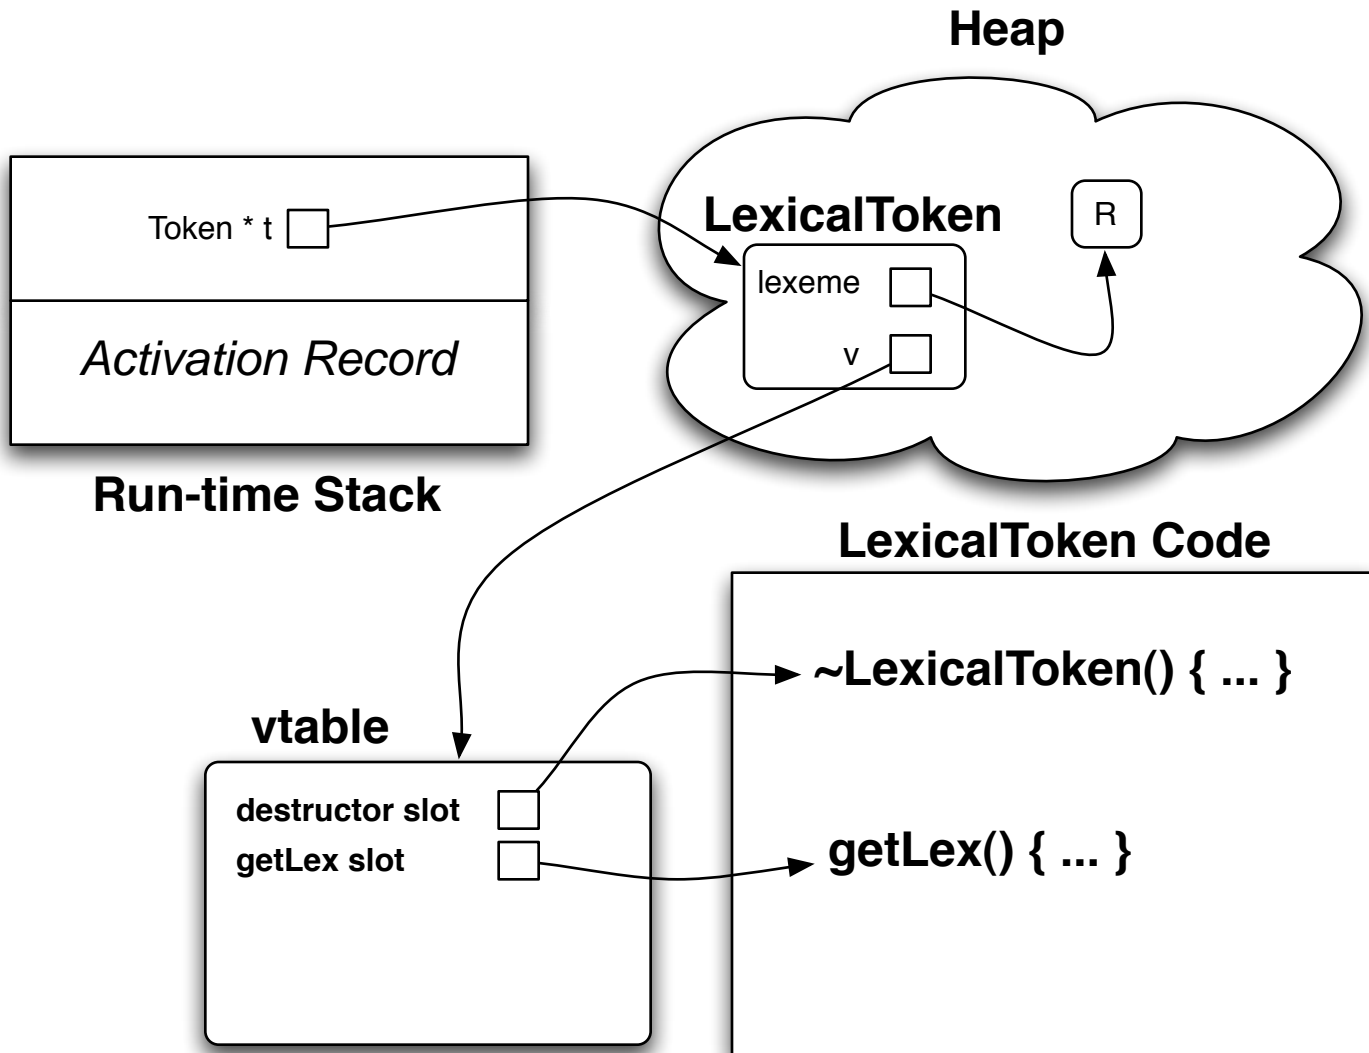 Heap
Token * t
LexicalToken
R
lexeme
v
Activation Record
Run-time Stack
LexicalToken Code
~LexicalToken() { ... }
vtable
destructor slot
getLex slot
getLex() { ... }